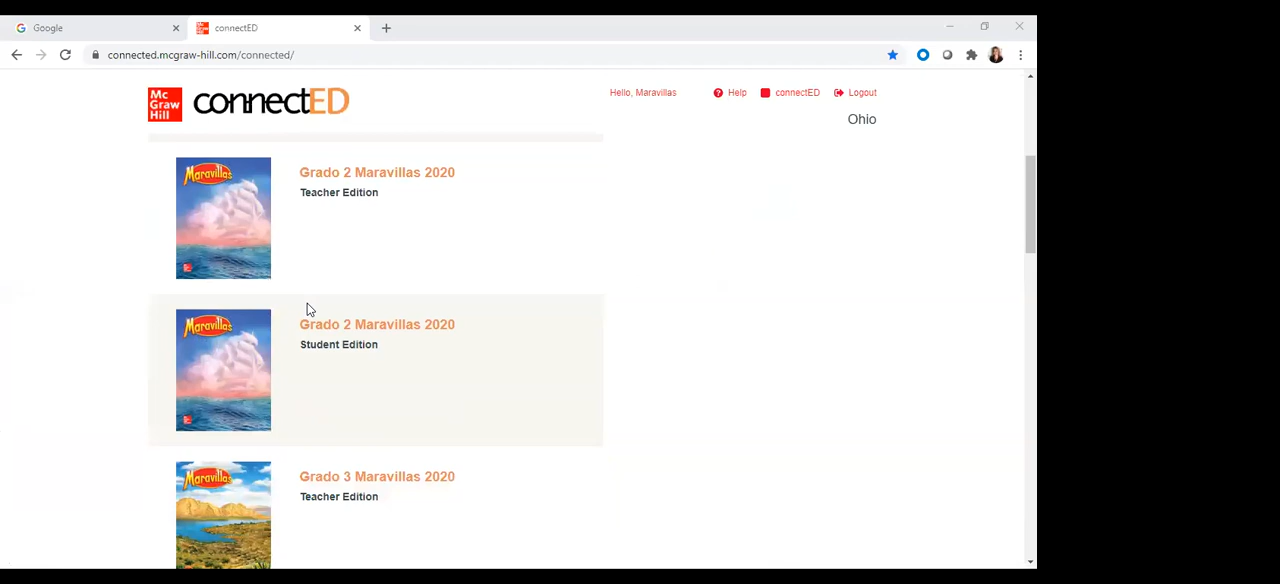 Google
connectED
connected.mcgraw-hill.com/connected/
Mc
Graw
Hill
connectED
Hello, Maravillas
Help
connectED
Logout
Ohio
Maravillas
Grado 2 Maravillas 2020
Teacher Edition
Maravillas
Grado 2 Maravillas 2020
Student Edition
Maravillas
Grado 3 Maravillas 2020
Teacher Edition